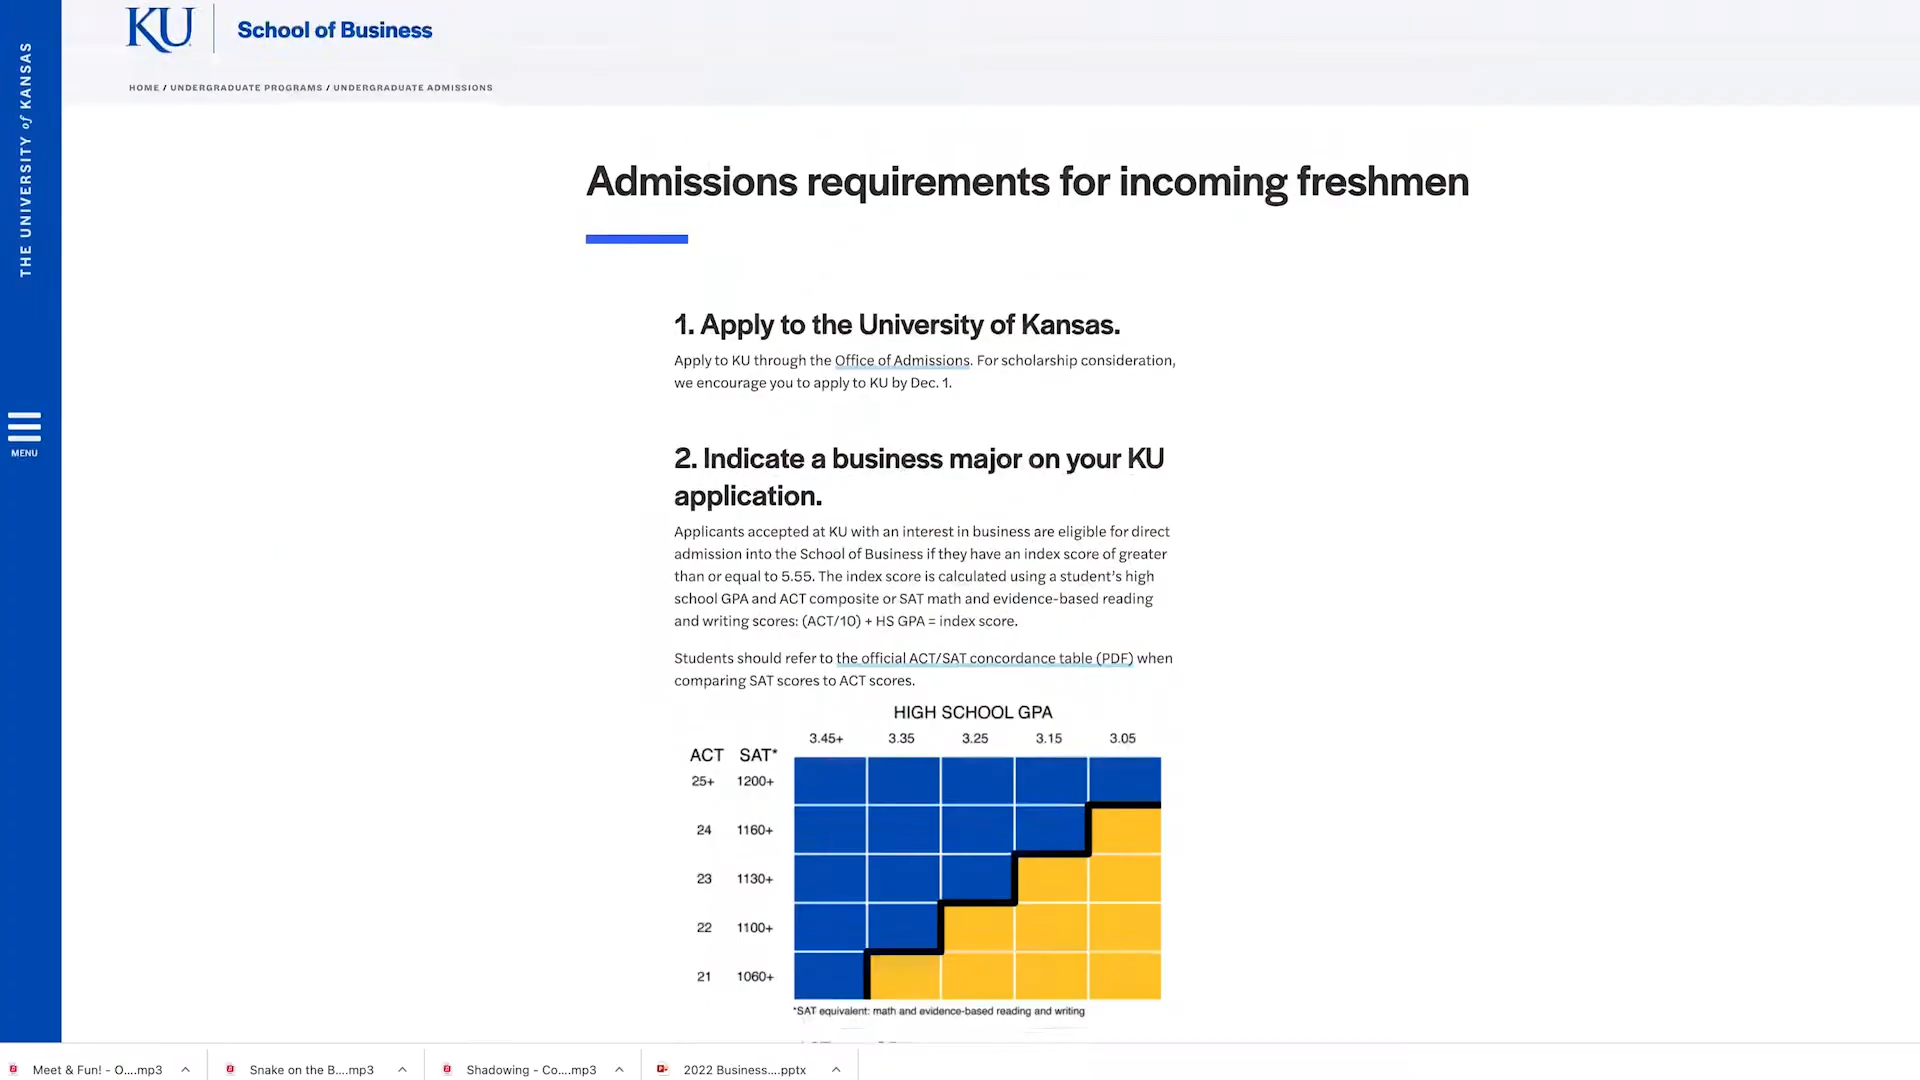 THE UNIVERSITY of KANSAS
MENU
KU
School of Business
HOME / UNDERGRADUATE PROGRAMS / UNDERGRADUATE ADMISSIONS
Admissions requirements for incoming freshmen
1. Apply to the University of Kansas.
Apply to KU through the Office of Admissions. For scholarship consideration,
we encourage you to apply to KU by Dec. 1.
2. Indicate a business major on your KU
application.
Applicants accepted at KU with an interest in business are eligible for direct
admission into the School of Business if they have an index score of greater
than or equal to 5.55. The index score is calculated using a student's high
school GPA and ACT composite or SAT math and evidence-based reading
and writing scores: (ACT/10) + HS GPA = index score.
Students should refer to the official ACT/SAT concordance table (PDF) when
comparing SAT scores to ACT scores.
HIGH SCHOOL GPA
3.45+ 3.35 3.25 3.15 3.05
ACT SAT*
25+ 1200+
24 1160+
23 1130+
22 1100+
21 1060+
*SAT equivalent: math and evidence-based reading and writing
Meet & Fun! - O....mp3
Snake on the B....mp3
Shadowing - Co....mp3
2022 Business....pptx